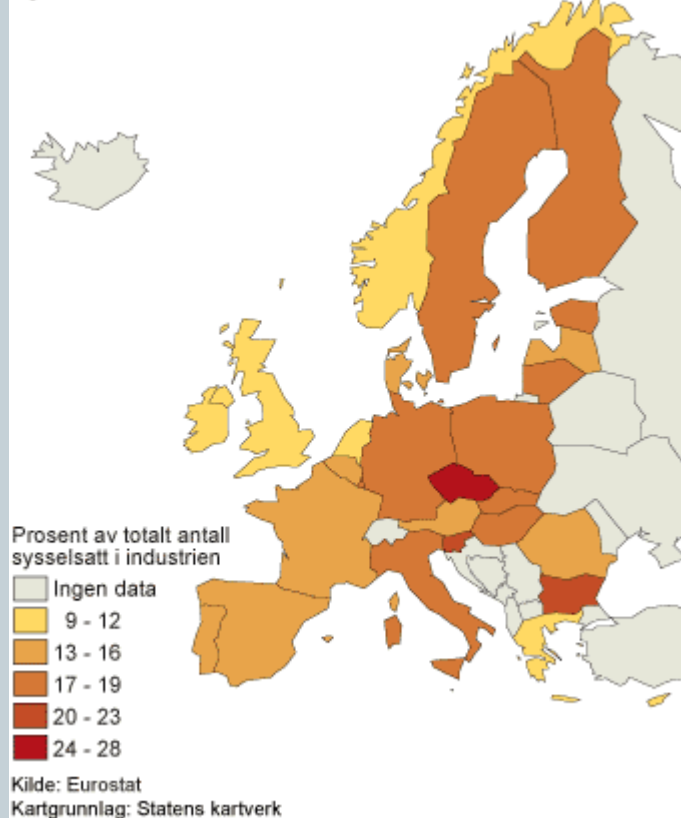 Prosent av totalt antall
sysselsatt i industrien
Ingen data
9 - 12
13 - 16
17 - 19
20 - 23
24 - 28
Kilde: Eurostat
Kartgrunnlag: Statens kartverk